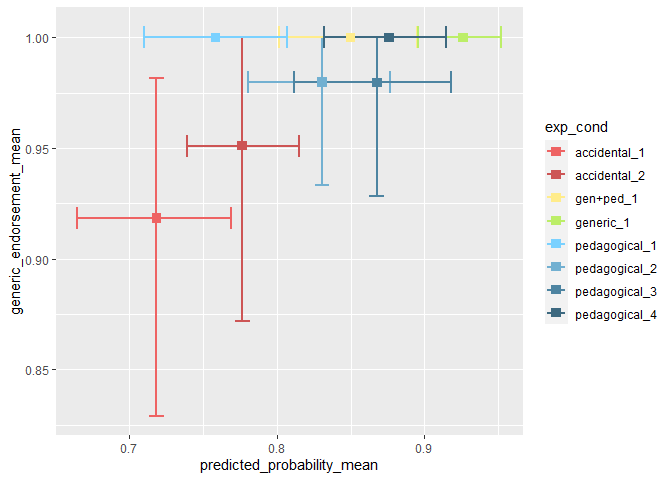 1.00
0.95
0.90
0.85
generic_endorsement_mean
0.7
0.8
0.9
predicted_probability_mean
exp_cond
accidental_1
accidental_2
gen+ped_1
generic_1
pedagogical_1
pedagogical_2
pedagogical_3
pedagogical_4